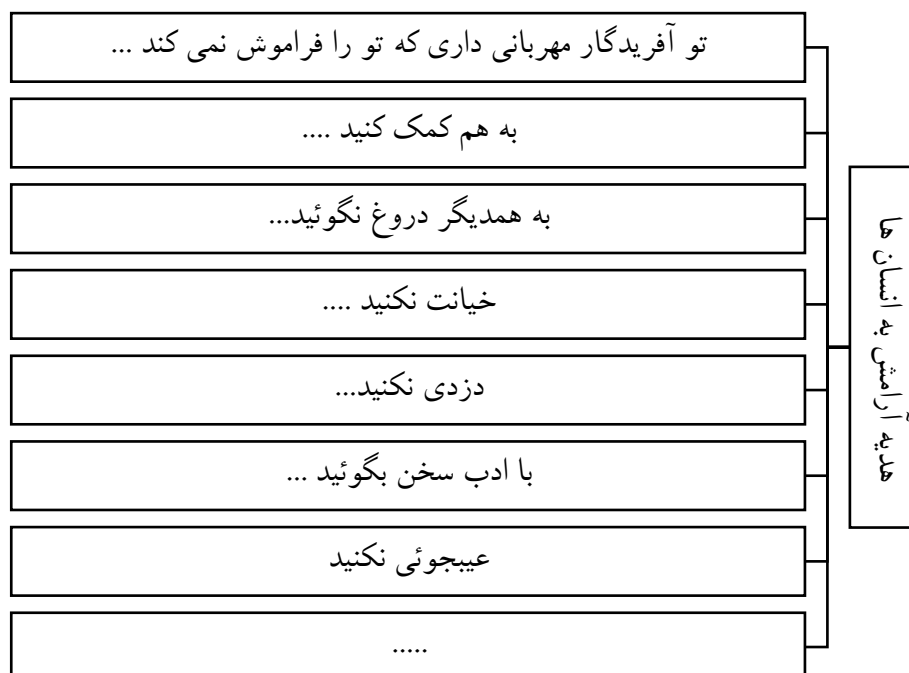 هدیه آرامش به انسان ها
تو آفریدگار مهربانی داری که تو را فراموش نمی کند ...
به هم کمک کنید ....
به همدیگر دروغ نگوئید...
خیانت نکنید ....
دزدی نکنید...
با ادب سخن بگوئید ...
عیبجوئی نکنید
.....